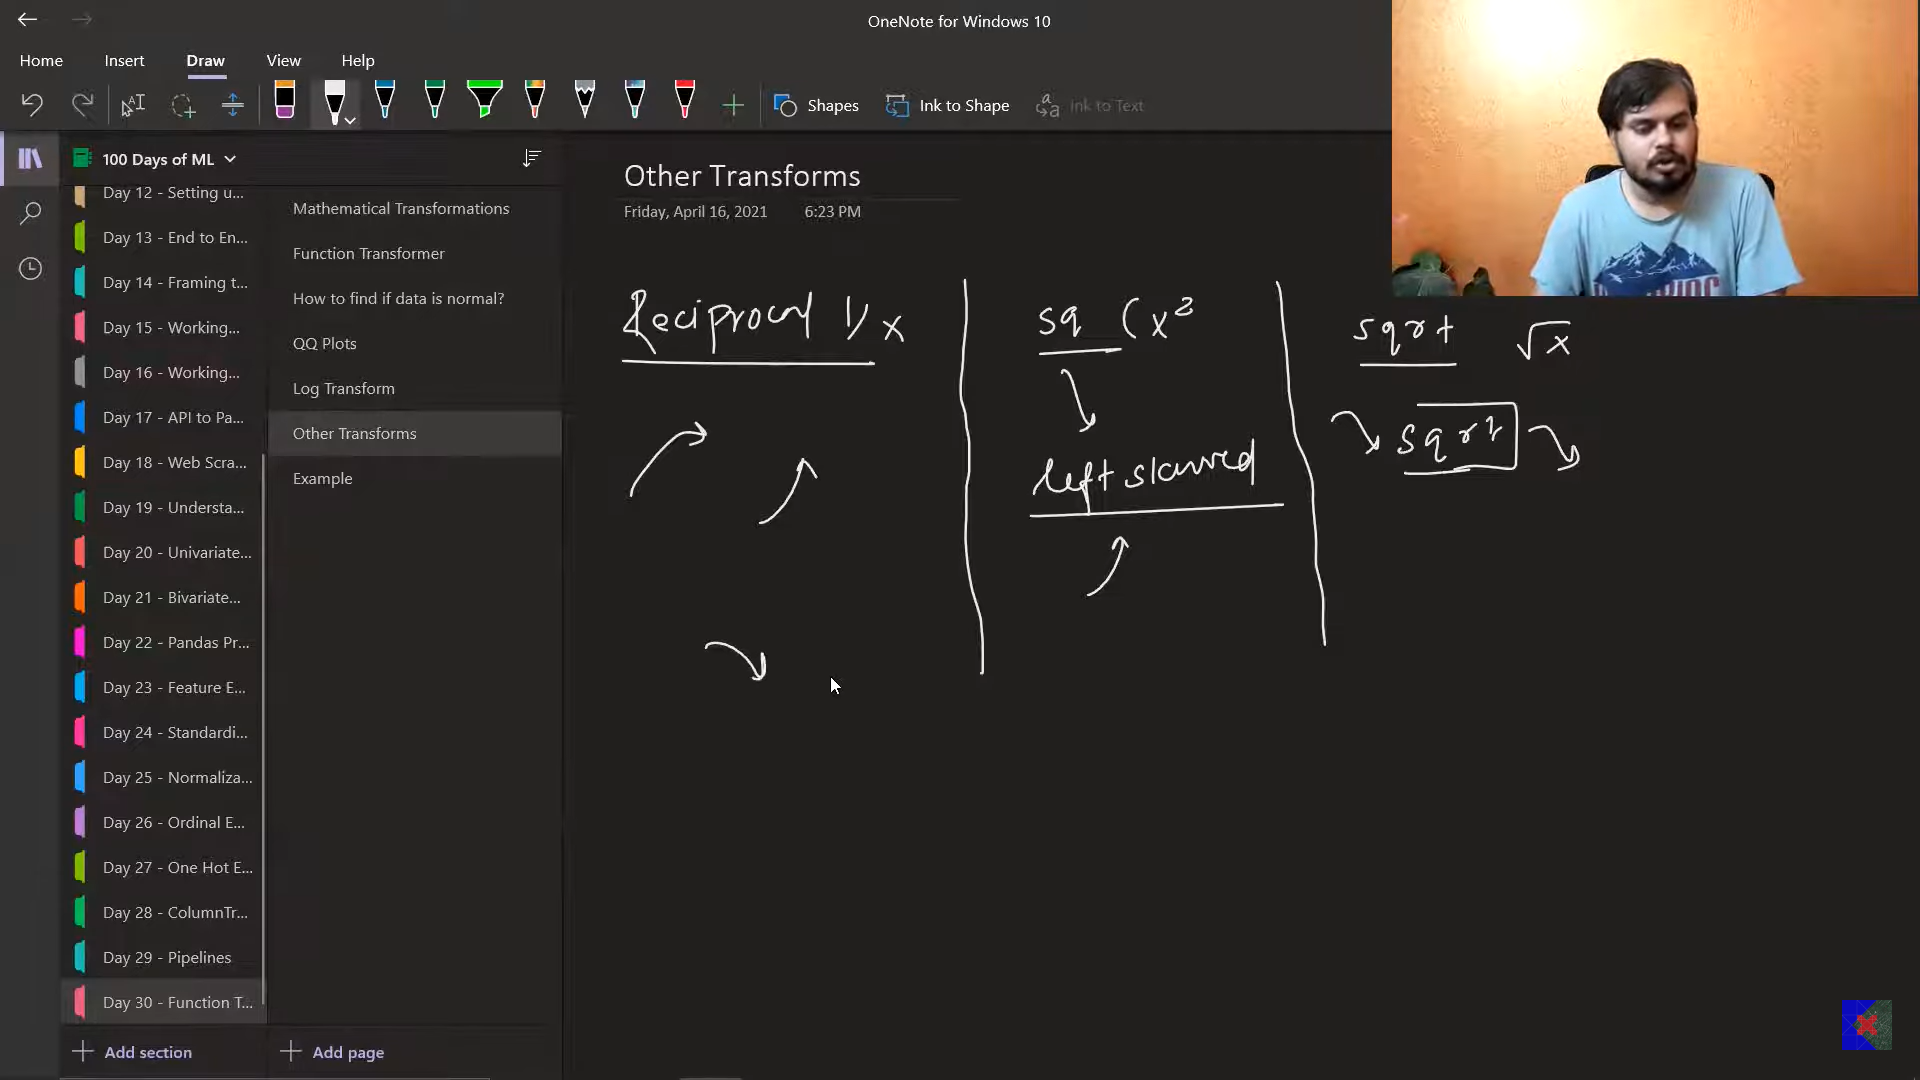 OneNote for Windows 10
Home Insert Draw View Help
Shapes Ink to Shape Ink to Text
100 Days of ML
Day 12 - Setting u...
Day 13 - End to En...
Day 14 - Framing t...
Day 15 - Working...
Day 16 - Working...
Day 17 - API to Pa...
Day 18 - Web Scra...
Day 19 - Understa...
Day 20 - Univariate...
Day 21 - Bivariate...
Day 22 - Pandas Pr...
Day 23 - Feature E...
Day 24 - Standardi...
Day 25 - Normaliza...
Day 26 - Ordinal E...
Day 27 - One Hot E...
Day 28 - ColumnTr...
Day 29 - Pipelines
Day 30 - Function T...
Add section
Mathematical Transformations
Function Transformer
How to find if data is normal?
QQ Plots
Log Transform
Other Transforms
Example
Add page
Other Transforms
Friday, April 16, 2021 6:23 PM
Reciprocal 1/x
sq (x²
left skewed
sqrt √x
sqrt